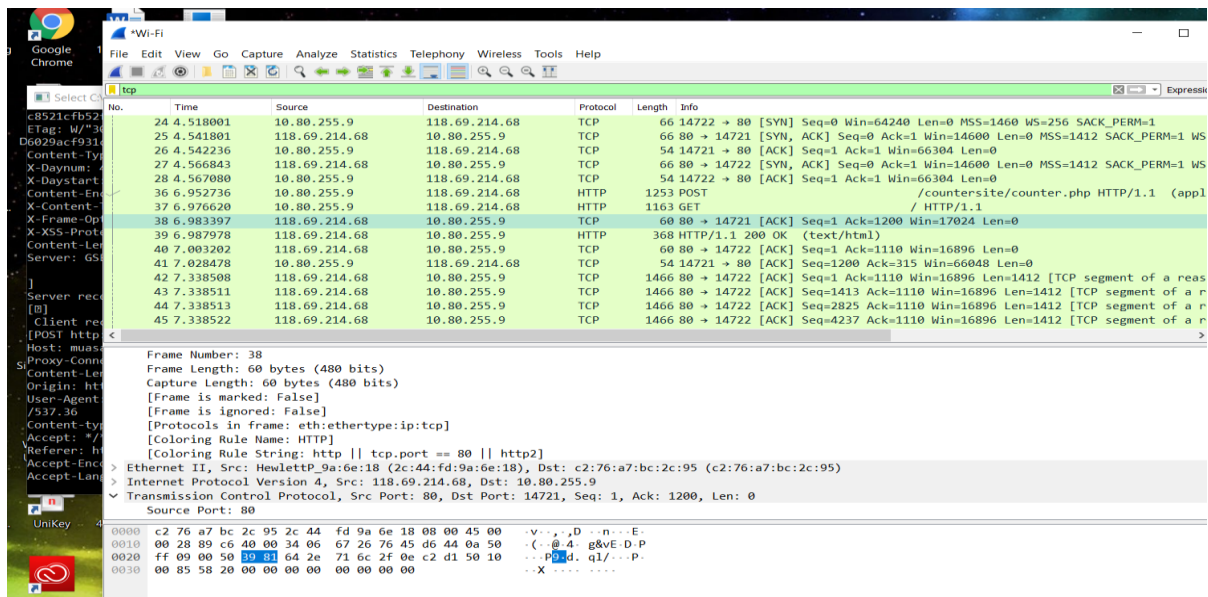 Google
Chrome
*Wi-Fi
File Edit View Go Capture Analyze Statistics Telephony Wireless Tools Help
tcp
Expressio
Select C:
No. Time Source Destination Protocol Length Info
24 4.518001 10.80.255.9 118.69.214.68 TCP 66 14722 → 80 [SYN] Seq=0 Win=64240 Len=0 MSS=1460 WS=256 SACK_PERM=1
25 4.541801 118.69.214.68 10.80.255.9 TCP 66 80 → 14721 [SYN, ACK] Seq=0 Ack=1 Win=14600 Len=0 MSS=1412 SACK_PERM=1 WS
26 4.542236 10.80.255.9 118.69.214.68 TCP 54 14721 → 80 [ACK] Seq=1 Ack=1 Win=66304 Len=0
27 4.566843 118.69.214.68 10.80.255.9 TCP 66 80 → 14722 [SYN, ACK] Seq=0 Ack=1 Win=14600 Len=0 MSS=1412 SACK_PERM=1 WS
28 4.567080 10.80.255.9 118.69.214.68 TCP 54 14722 → 80 [ACK] Seq=1 Ack=1 Win=66304 Len=0
36 6.952736 10.80.255.9 118.69.214.68 HTTP 1253 POST /countersite/counter.php HTTP/1.1 (appl
37 6.976620 10.80.255.9 118.69.214.68 HTTP 1163 GET / HTTP/1.1
38 6.983397 118.69.214.68 10.80.255.9 TCP 60 80 → 14721 [ACK] Seq=1 Ack=1200 Win=17024 Len=0
39 6.987978 118.69.214.68 10.80.255.9 HTTP 368 HTTP/1.1 200 OK (text/html)
40 7.003202 118.69.214.68 10.80.255.9 TCP 60 80 → 14722 [ACK] Seq=1 Ack=1110 Win=16896 Len=0
41 7.028478 10.80.255.9 118.69.214.68 TCP 54 14721 → 80 [ACK] Seq=1200 Ack=315 Win=66048 Len=0
42 7.338508 118.69.214.68 10.80.255.9 TCP 1466 80 → 14722 [ACK] Seq=1 Ack=1110 Win=16896 Len=1412 [TCP segment of a reas
43 7.338511 118.69.214.68 10.80.255.9 TCP 1466 80 → 14722 [ACK] Seq=1413 Ack=1110 Win=16896 Len=1412 [TCP segment of a r
44 7.338513 118.69.214.68 10.80.255.9 TCP 1466 80 → 14722 [ACK] Seq=2825 Ack=1110 Win=16896 Len=1412 [TCP segment of a r
45 7.338522 118.69.214.68 10.80.255.9 TCP 1466 80 → 14722 [ACK] Seq=4237 Ack=1110 Win=16896 Len=1412 [TCP segment of a r
c8521cfb52
ETag: W/"3
D6029acf931
Content-Typ
X-Daynum: 4
X-Daystart
Content-Enc
X-Content-T
X-Frame-Opt
X-XSS-Prote
Content-Len
Server: GSE
]
Server rece
Client rec
[POST http
Host: muasa
Proxy-Conne
Content-Len
Origin: htt
User-Agent
/537.36
Content-typ
Accept: */
Referer: ht
Accept-Enco
Accept-Lang
Frame Number: 38
Frame Length: 60 bytes (480 bits)
Capture Length: 60 bytes (480 bits)
[Frame is marked: False]
[Frame is ignored: False]
[Protocols in frame: eth:ethertype:ip:tcp]
[Coloring Rule Name: HTTP]
[Coloring Rule String: http || tcp.port == 80 || http2]
Ethernet II, Src: HewlettP_9a:6e:18 (2c:44:fd:9a:6e:18), Dst: c2:76:a7:bc:2c:95 (c2:76:a7:bc:2c:95)
Internet Protocol Version 4, Src: 118.69.214.68, Dst: 10.80.255.9
Transmission Control Protocol, Src Port: 80, Dst Port: 14721, Seq: 1, Ack: 1200, Len: 0
Source Port: 80
UniKey
0000 c2 76 a7 bc 2c 95 2c 44 fd 9a 6e 18 08 00 45 00 ·v··,·,D ··n···E·
0010 00 28 89 c6 40 00 34 06 67 26 76 45 d6 44 0a 50 ·(··@·4· g&vE·D·P
0020 ff 09 00 50 39 81 64 2e 71 6c 2f 0e c2 d1 50 10 ···P9·d. ql/···P·
0030 00 85 58 20 00 00 00 00 00 00 00 00 ··X ···· ····